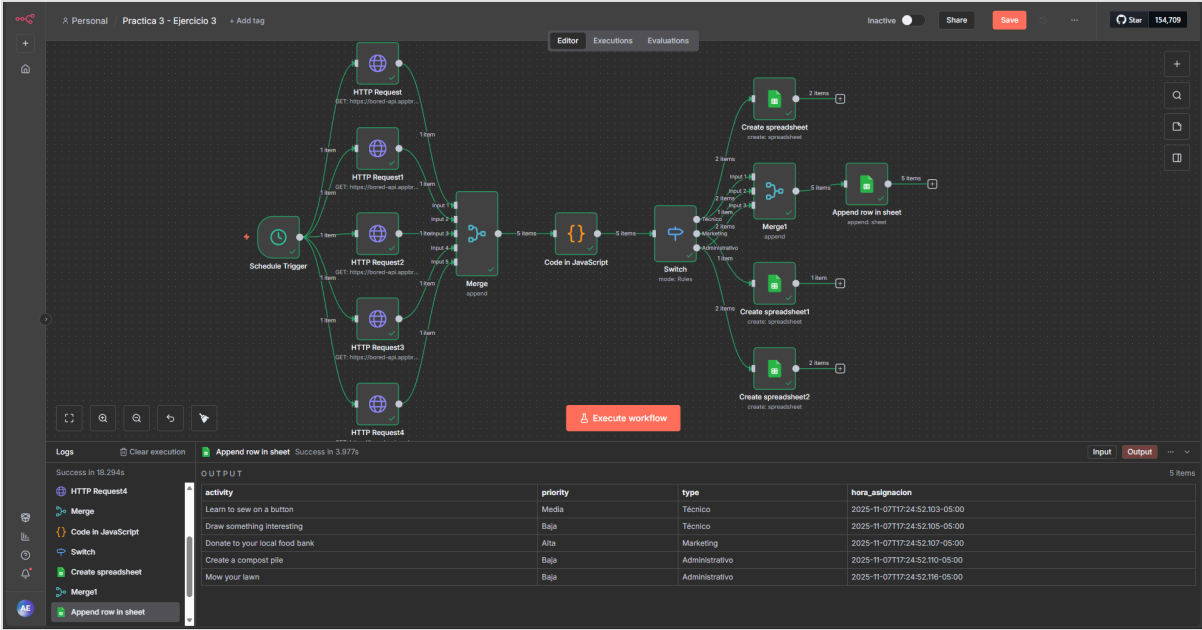 Personal / Practica 3 - Ejercicio 3 + Add tag
Inactive Share Save ... Star 154,709
Editor Executions Evaluations
HTTP Request
GET: https://bored-api.appbr...
1 item
1 item
HTTP Request1
GET: https://bored-api.appbr...
1 item
1 item
HTTP Request2
GET: https://bored-api.appbr...
1 item
1 item
HTTP Request3
GET: https://bored-api.appbr...
1 item
1 item
HTTP Request4
1 item
1 item
Schedule Trigger
Input 1
Input 2
Input 3
Input 4
Input 5
Merge
append
5 items
Code in JavaScript
5 items
Switch
mode: Rules
Técnico
Marketing
Administrativo
2 items
2 items
1 item
2 items
1 item
2 items
Create spreadsheet
create: spreadsheet
2 items
Input 1
Input 2
Input 3
Merge1
append
5 items
Append row in sheet
append: sheet
5 items
Create spreadsheet1
create: spreadsheet
1 item
Create spreadsheet2
create: spreadsheet
2 items
Execute workflow
Logs Clear execution Append row in sheet Success in 3.977s Input Output ...
Success in 18.294s
HTTP Request4
Merge
Code in JavaScript
Switch
Create spreadsheet
Merge1
Append row in sheet
AE
OUTPUT 5 items
activity priority type hora_asignacion
Learn to sew on a button Media Técnico 2025-11-07T17:24:52.103-05:00
Draw something interesting Baja Técnico 2025-11-07T17:24:52.105-05:00
Donate to your local food bank Alta Marketing 2025-11-07T17:24:52.107-05:00
Create a compost pile Baja Administrativo 2025-11-07T17:24:52.110-05:00
Mow your lawn Baja Administrativo 2025-11-07T17:24:52.116-05:00